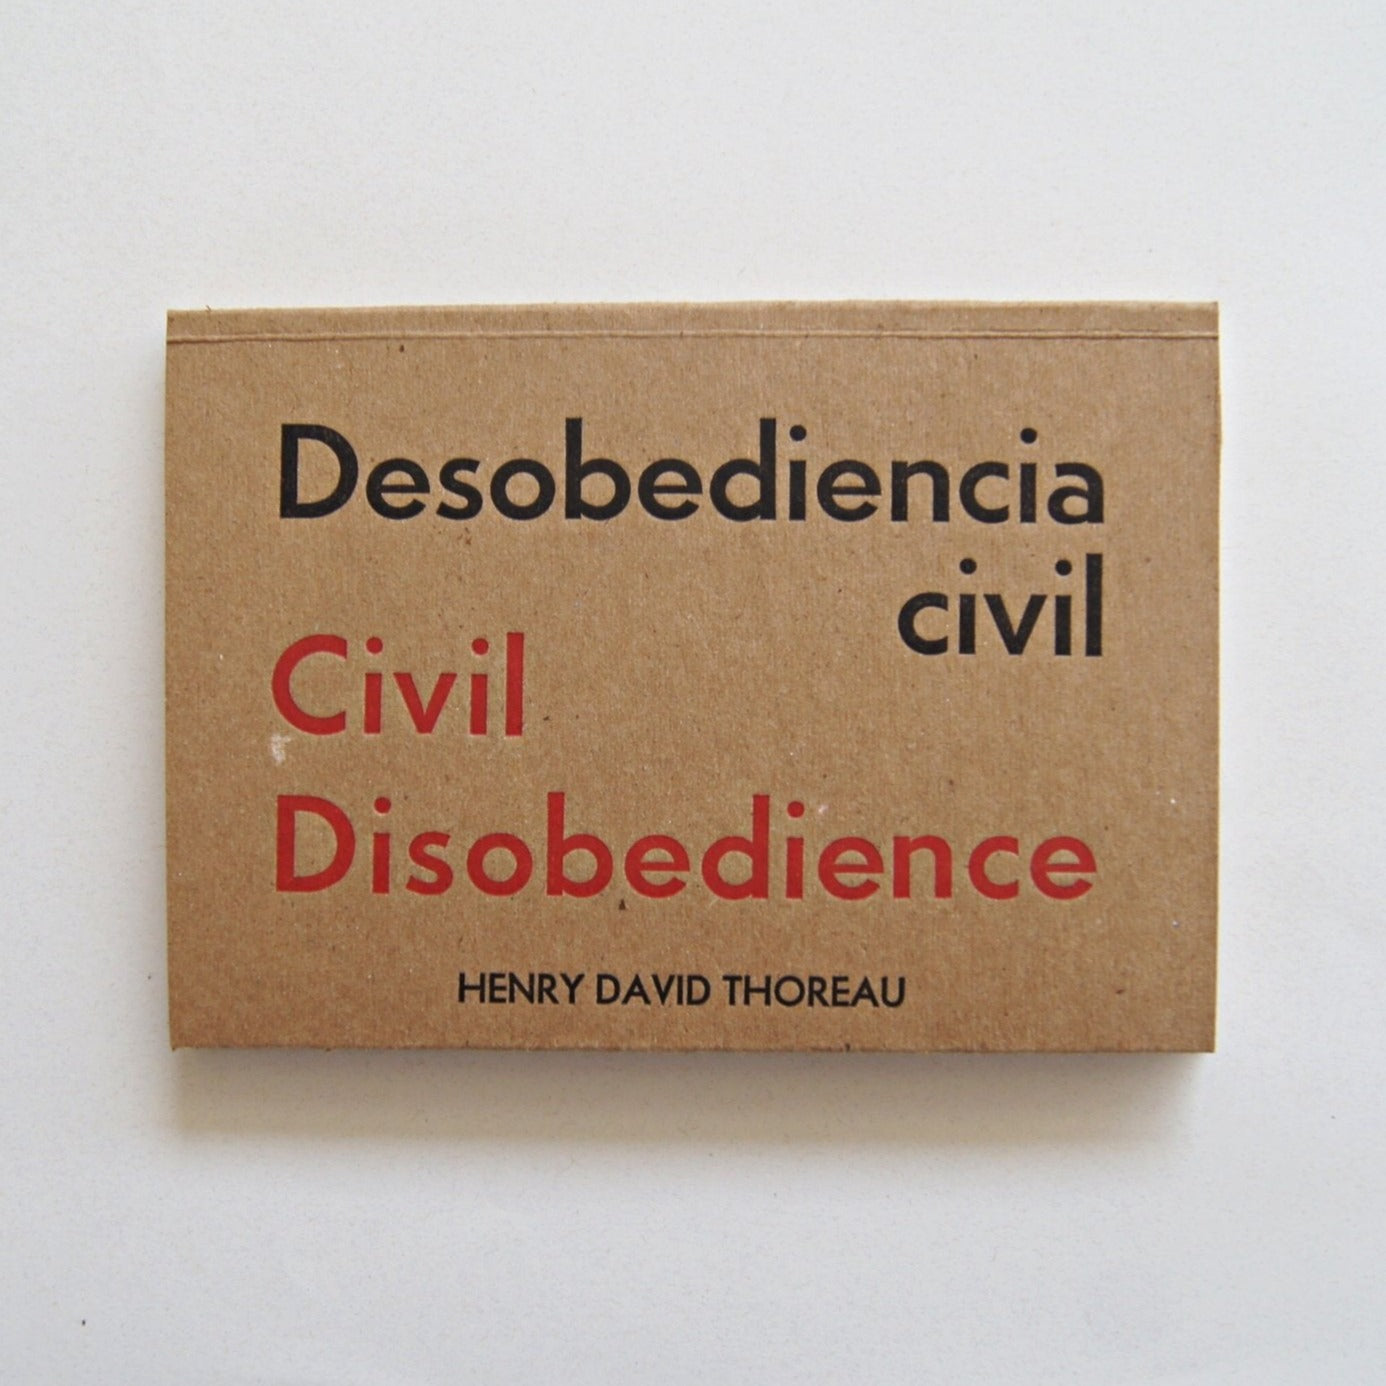 Desobediencia
civil
Civil
Disobedience
HENRY DAVID THOREAU